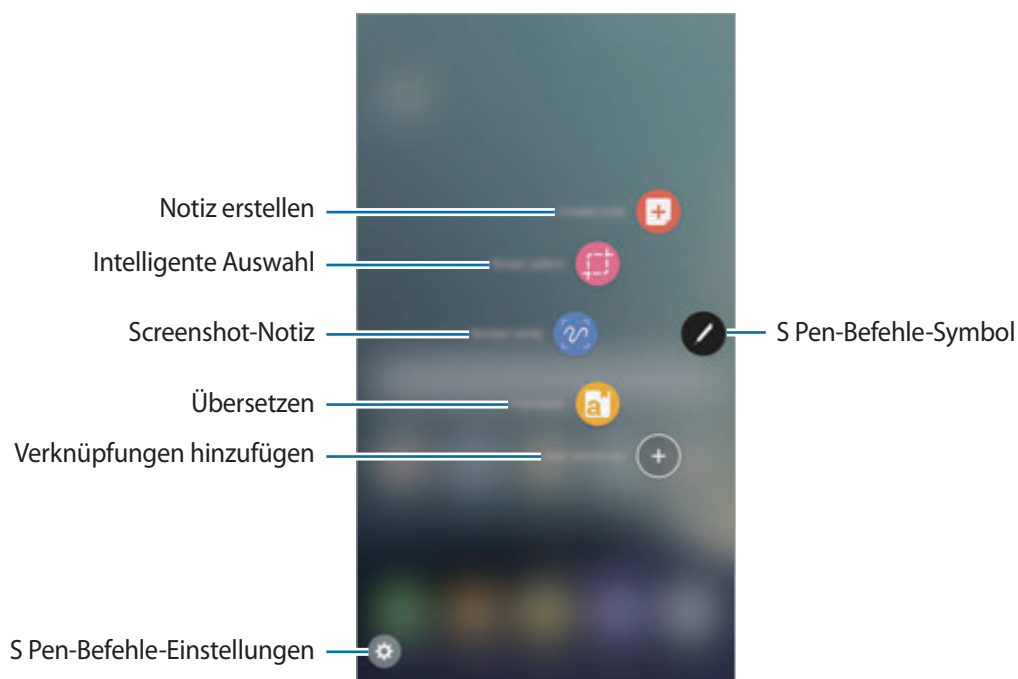 Notiz erstellen
Intelligente Auswahl
Screenshot-Notiz
S Pen-Befehle-Symbol
Übersetzen
a
Verknüpfungen hinzufügen
S Pen-Befehle-Einstellungen